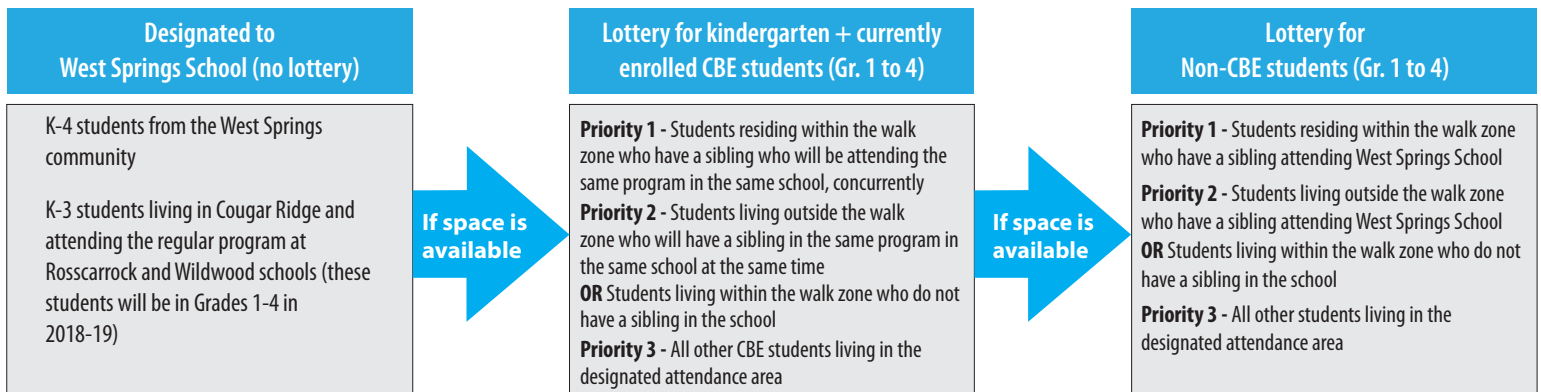 Designated to
West Springs School (no lottery)
K-4 students from the West Springs
community
K-3 students living in Cougar Ridge and
attending the regular program at
Rosscarrock and Wildwood schools (these
students will be in Grades 1-4 in
2018-19)
If space is
available
Lottery for kindergarten + currently
enrolled CBE students (Gr. 1 to 4)
Priority 1 - Students residing within the walk
zone who have a sibling who will be attending the
same program in the same school, concurrently
Priority 2 - Students living outside the walk
zone who will have a sibling in the same program in
the same school at the same time
OR Students living within the walk zone who do not
have a sibling in the school
Priority 3 - All other CBE students living in the
designated attendance area
If space is
available
Lottery for
Non-CBE students (Gr. 1 to 4)
Priority 1 - Students residing within the walk zone
who have a sibling attending West Springs School
Priority 2 - Students living outside the walk zone
who have a sibling attending West Springs School
OR Students living within the walk zone who do not
have a sibling in the school
Priority 3 - All other students living in the
designated attendance area